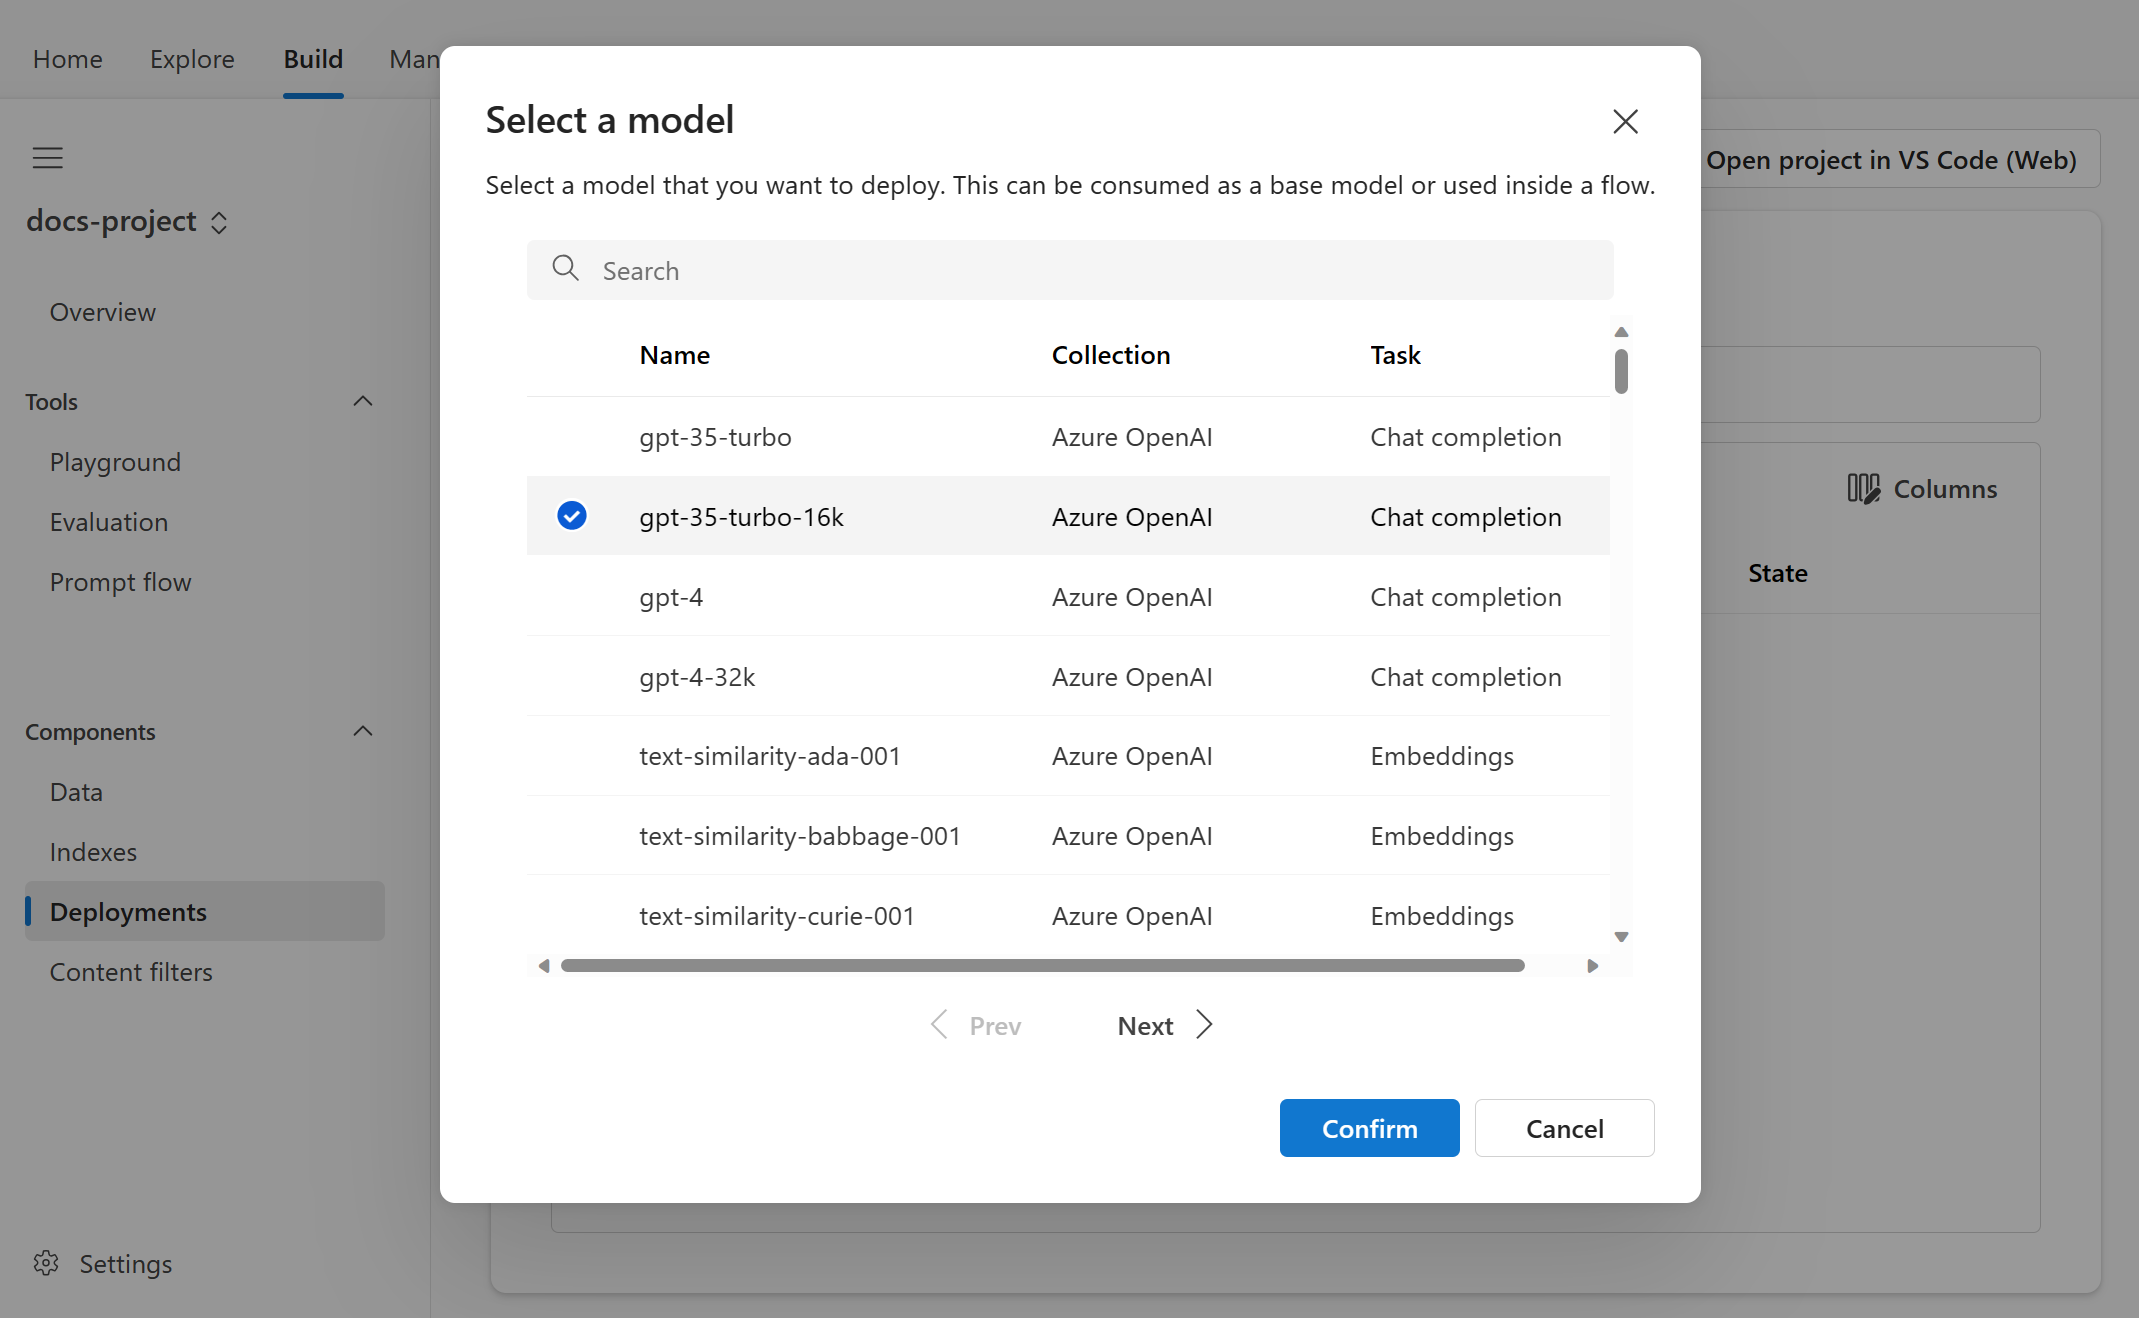 Home Explore Build Man
docs-project
Overview
Tools
Playground
Evaluation
Prompt flow
Components
Data
Indexes
Deployments
Content filters
Settings
Open project in VS Code (Web)
Columns
State
Select a model
Select a model that you want to deploy. This can be consumed as a base model or used inside a flow.
Search
Name Collection Task
gpt-35-turbo Azure OpenAI Chat completion
gpt-35-turbo-16k Azure OpenAI Chat completion
gpt-4 Azure OpenAI Chat completion
gpt-4-32k Azure OpenAI Chat completion
text-similarity-ada-001 Azure OpenAI Embeddings
text-similarity-babbage-001 Azure OpenAI Embeddings
text-similarity-curie-001 Azure OpenAI Embeddings
Prev Next
Confirm Cancel